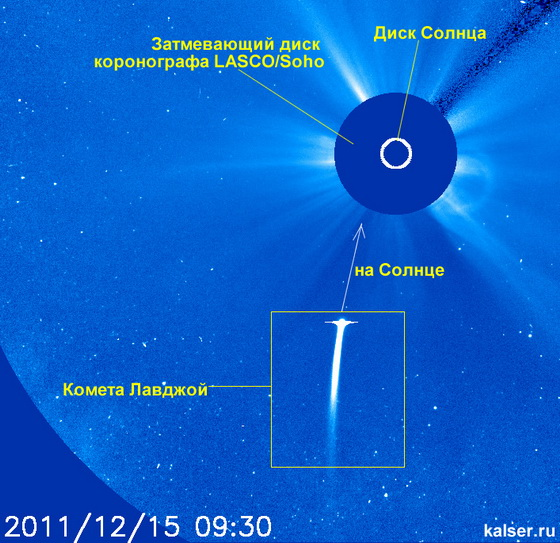 Затмевающий диск
коронографа LASCO/Soho
Диск Солнца
на Солнце
Комета Лавджой
2011/12/15 09:30
kalser.ru